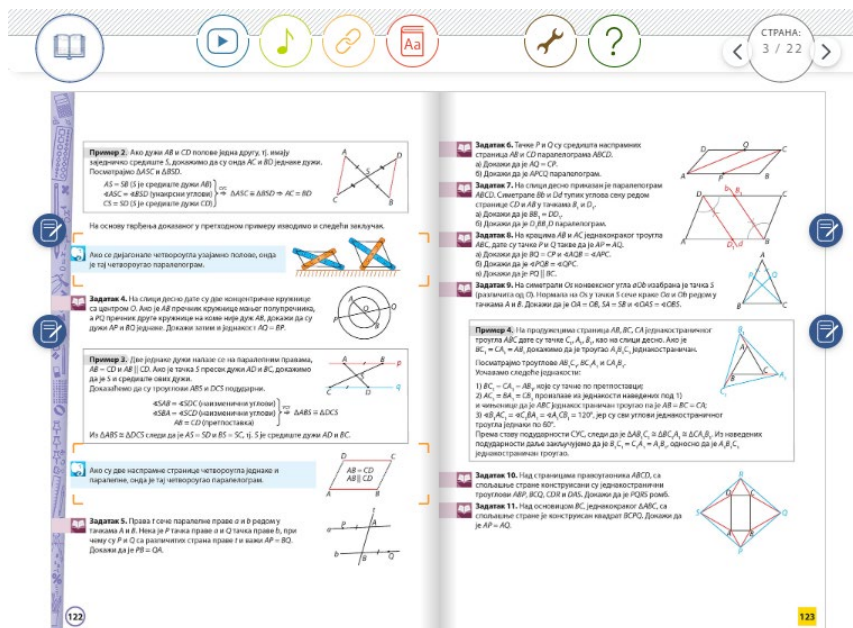 Aa
СТРАНА:
3 / 22
Пример 2. Ако дужи AB и CD полове једна другу, тј. имају
заједничко средиште S, докажимо да су онда AC и BD једнаке дужи.
Посматрајмо ΔASC и ΔBSD.
AS = SB (S је средиште дужи AB)
∢ASC = ∢BSD (унакрсни углови)
CS = SD (S је средиште дужи CD)
⇒ ΔASC ≅ ΔBSD ⇒ AC = BD
На основу тврђења доказаног у претходном примеру изводимо и следећи закључак.
Ако се дијагонале четвороугла узајамно полове, онда
је тај четвороугао паралелограм.
Задатак 4. На слици десно дате су две концентричне кружнице
са центром O. Ако је AB пречник кружнице мањег полупречника,
а PQ пречник друге кружнице на коме није дуж AB, докажи да су
дужи AP и BQ једнаке. Докажи затим и једнакост AQ = BP.
Пример 3. Две једнаке дужи налазе се на паралелним правама,
AB = CD и AB || CD. Ако је тачка S пресек дужи AD и BC, докажимо
да је S и средиште ових дужи.
Доказаћемо да су троуглови ABS и DCS подударни.
∢SAB = ∢SDC (наизменични углови)
∢SBA = ∢SCD (наизменични углови)
AB = CD (претпоставка)
⇒ ΔABS ≅ ΔDCS
Из ΔABS ≅ ΔDCS следи да је AS = SD и BS = SC, тј. S је средиште дужи AD и BC.
Ако су две наспрамне странице четвороугла једнаке и
паралелне, онда је тај четвороугао паралелограм.
AB = CD
AB || CD
Задатак 5. Права t сече паралелне праве a и b редом у
тачкама A и B. Нека је P тачка праве a и Q тачка праве b, при
чему су P и Q са различитих страна праве t и важи AP = BQ.
Докажи да је PB = QA.
122
Задатак 6. Тачке P и Q су средишта наспрамних
страница AB и CD паралелограма ABCD.
а) Докажи да је AQ = CP.
б) Докажи да је APCQ паралелограм.
Задатак 7. На слици десно приказан је паралелограм
ABCD. Симетрале Bb и Dd тупих углова секу редом
странице CD и AB у тачкама B₁ и D₁.
а) Докажи да је BB₁ = DD₁.
б) Докажи да је D₁BB₁D паралелограм.
Задатак 8. На крацима AB и AC једнакокраког троугла
ABC, дате су тачке P и Q такве да је AP = AQ.
а) Докажи да је BQ = CP и ∢AQB = ∢APC.
б) Докажи да је ∢PQB = ∢QPC.
в) Докажи да је PQ || BC.
Задатак 9. На симетрали Os конвексног угла aOb изабрана је тачка S
(различита од O). Нормала на Os у тачки S сече краке Oa и Ob редом у
тачкама A и B. Докажи да је OA = OB, SA = SB и ∢OAS = ∢OBS.
Пример 4. На продужецима страница AB, BC, CA једнакостраничног
троугла ABC дате су тачке C₁, A₁, B₁, као на слици десно. Ако је
BC₁ = CA₁ = AB₁ докажимо да је троугао A₁B₁C₁ једнакостраничан.
Посматрајмо троуглове AB₁C₁, BC₁A₁ и CA₁B₁.
Уочавамо следеће једнакости:
1) BC₁ = CA₁ = AB₁, које су тачне по претпоставци;
2) AC₁ = BA₁ = CB₁ произлазе из једнакости наведених под 1)
и чињенице да је ABC једнакостраничан троугао па је AB = BC = CA;
3) ∢B₁AC₁ = ∢C₁BA₁ = ∢A₁CB₁ = 120°, јер су сви углови једнакостраничног
троугла једнаки по 60°.
Према ставу подударности СУС, следи да је ΔAB₁C₁ ≅ ΔBC₁A₁ ≅ ΔCA₁B₁. Из наведених
подударности даље закључујемо да је B₁C₁ = C₁A₁ = A₁B₁, односно да је A₁B₁C₁
једнакостраничан троугао.
Задатак 10. Над страницама правоугаоника ABCD, са
спољашње стране конструисани су једнакостранични
троуглови ABP, BCQ, CDR и DAS. Докажи да је PQRS ромб.
Задатак 11. Над основицом BC, једнакокраког ΔABC, са
спољашње стране је конструисан квадрат BCPQ. Докажи да
је AP = AQ.
123